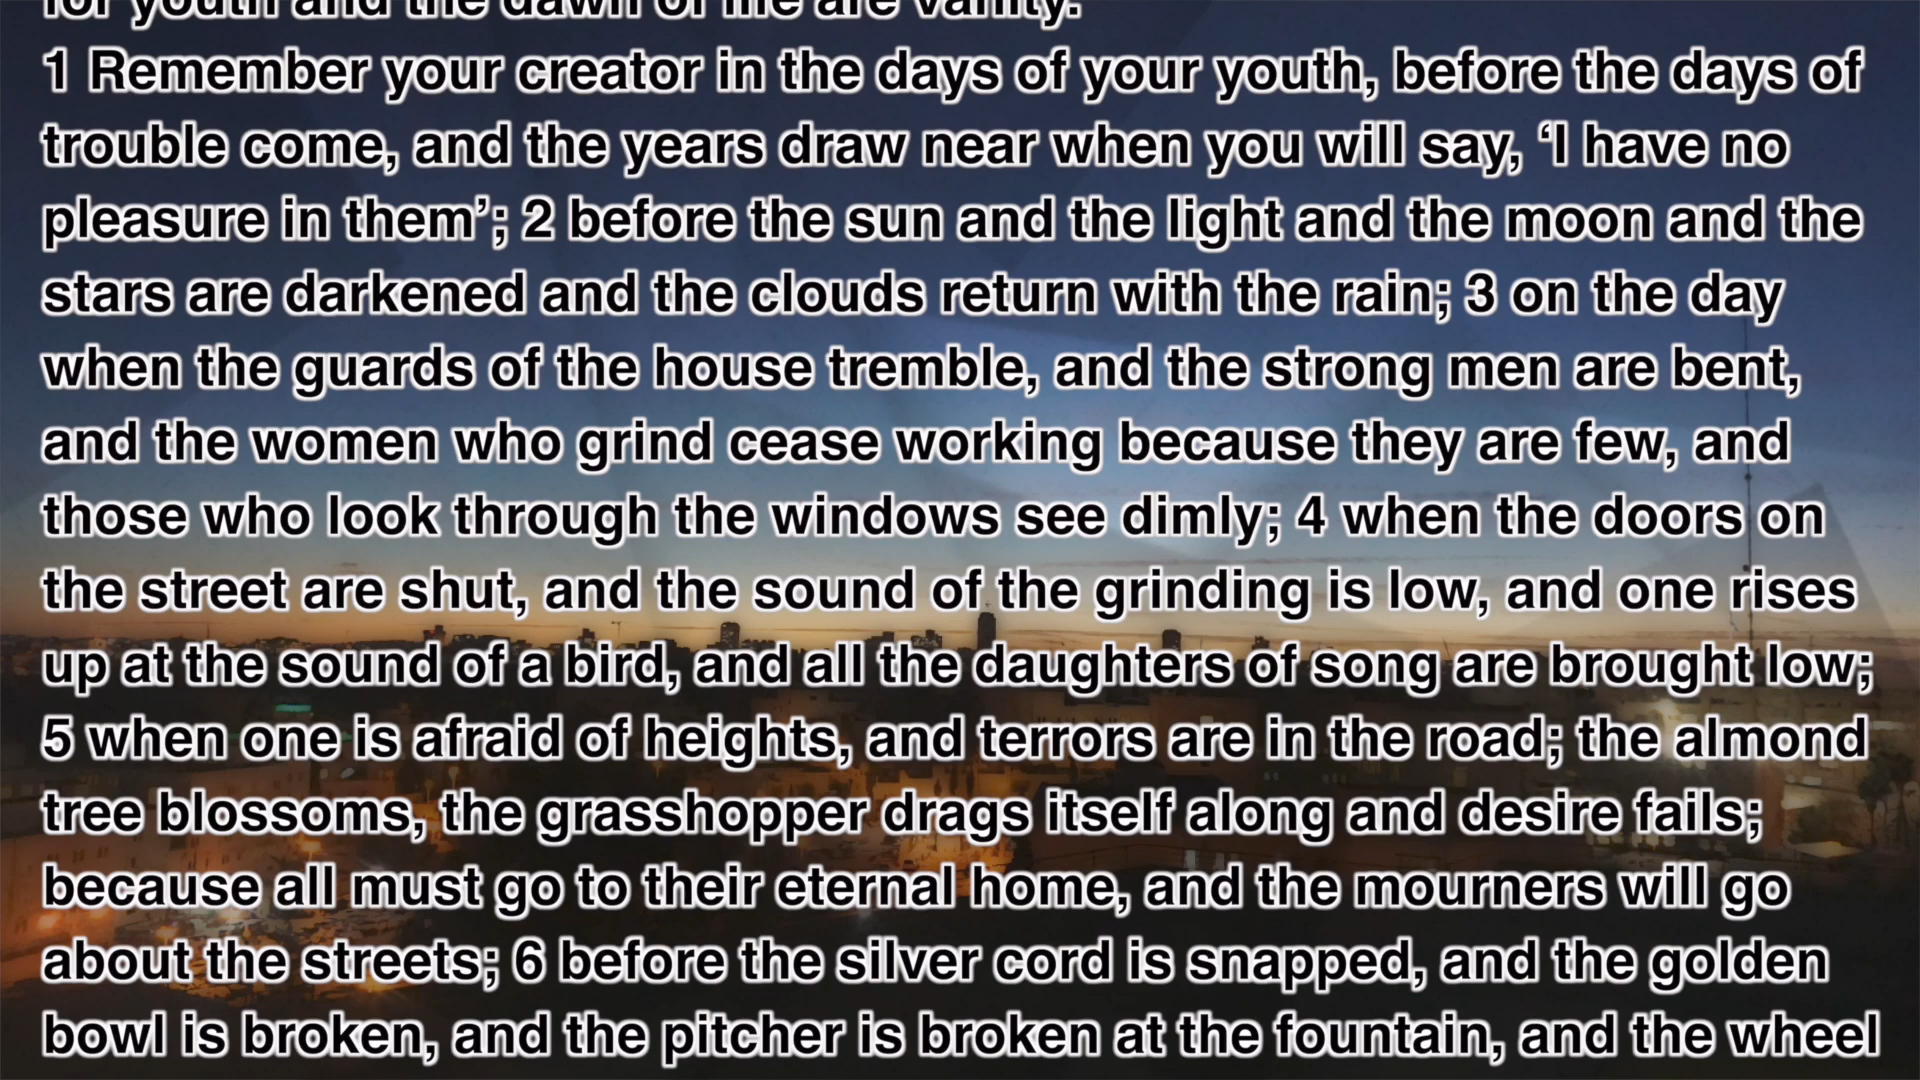 for youth and the dawn of life are vanity.
1 Remember your creator in the days of your youth, before the days of
trouble come, and the years draw near when you will say, ‘I have no
pleasure in them’; 2 before the sun and the light and the moon and the
stars are darkened and the clouds return with the rain; 3 on the day
when the guards of the house tremble, and the strong men are bent,
and the women who grind cease working because they are few, and
those who look through the windows see dimly; 4 when the doors on
the street are shut, and the sound of the grinding is low, and one rises
up at the sound of a bird, and all the daughters of song are brought low;
5 when one is afraid of heights, and terrors are in the road; the almond
tree blossoms, the grasshopper drags itself along and desire fails;
because all must go to their eternal home, and the mourners will go
about the streets; 6 before the silver cord is snapped, and the golden
bowl is broken, and the pitcher is broken at the fountain, and the wheel